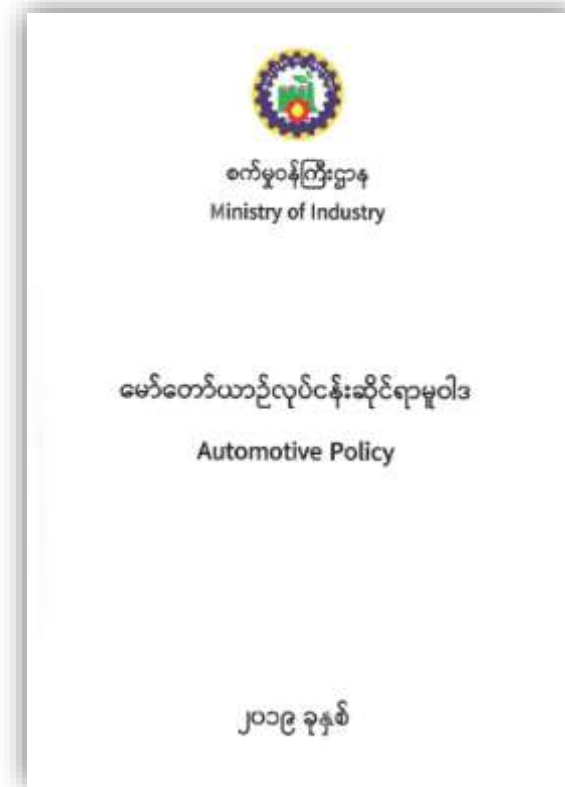 စက်မှုဝန်ကြီးဌာန
Ministry of Industry
မော်တော်ယာဉ်လုပ်ငန်းဆိုင်ရာမူဝါဒ
Automotive Policy
၂၀၁၉ ခုနှစ်